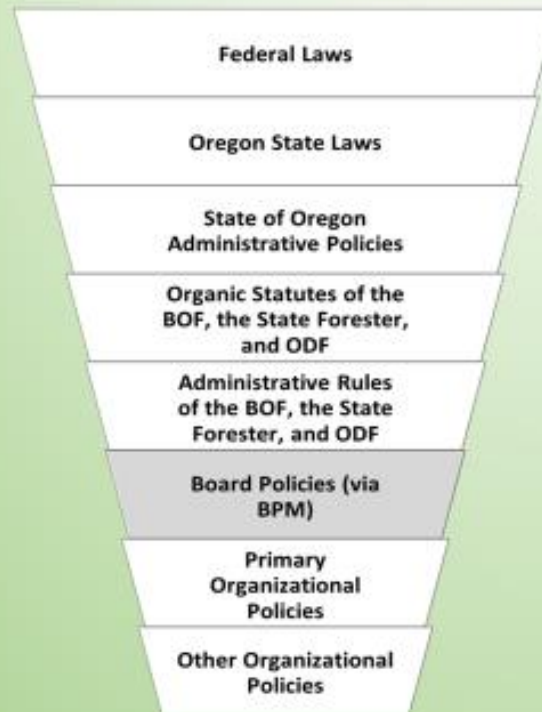 Federal Laws
Oregon State Laws
State of Oregon
Administrative Policies
Organic Statutes of the
BOF, the State Forester,
and ODF
Administrative Rules
of the BOF, the State
Forester, and ODF
Board Policies (via
BPM)
Primary
Organizational
Policies
Other Organizational
Policies